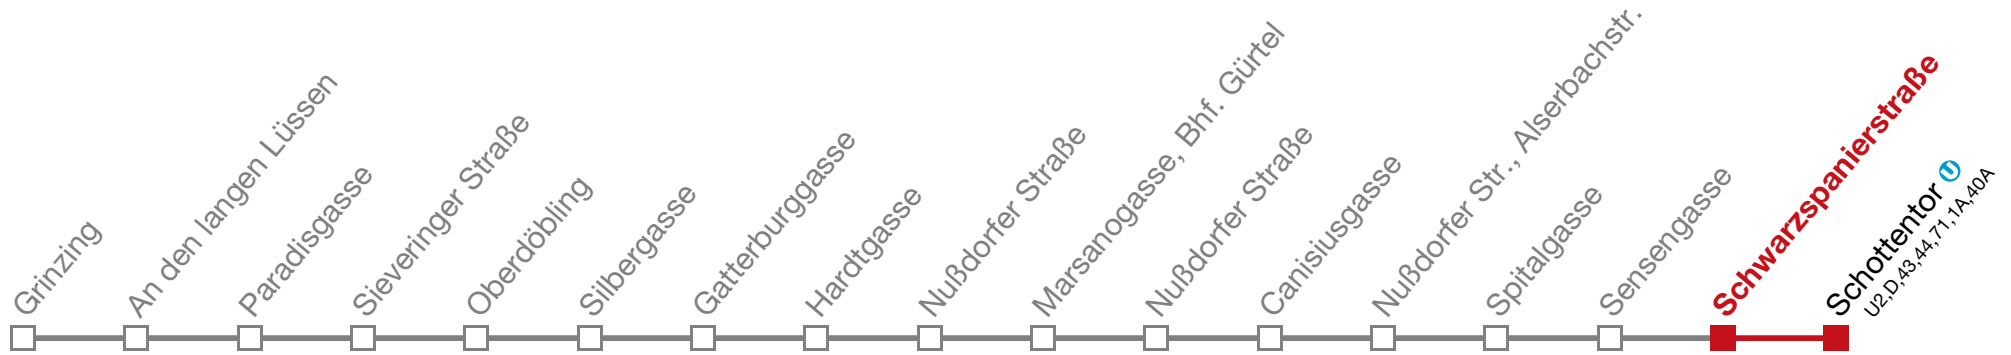 Grinzing
An den langen Lüssen
Paradisgasse
Sieveringer Straße
Oberdöbling
Silbergasse
Gatterburggasse
Hardtgasse
Nußdorfer Straße
Marsanogasse, Bhf. Gürtel
Nußdorfer Straße
Canisiusgasse
Nußdorfer Str., Alserbachstr.
Spitalgasse
Sensengasse
Schwarzspanierstraße
Schottentor U
U2,D,43,44,71,1A,40A